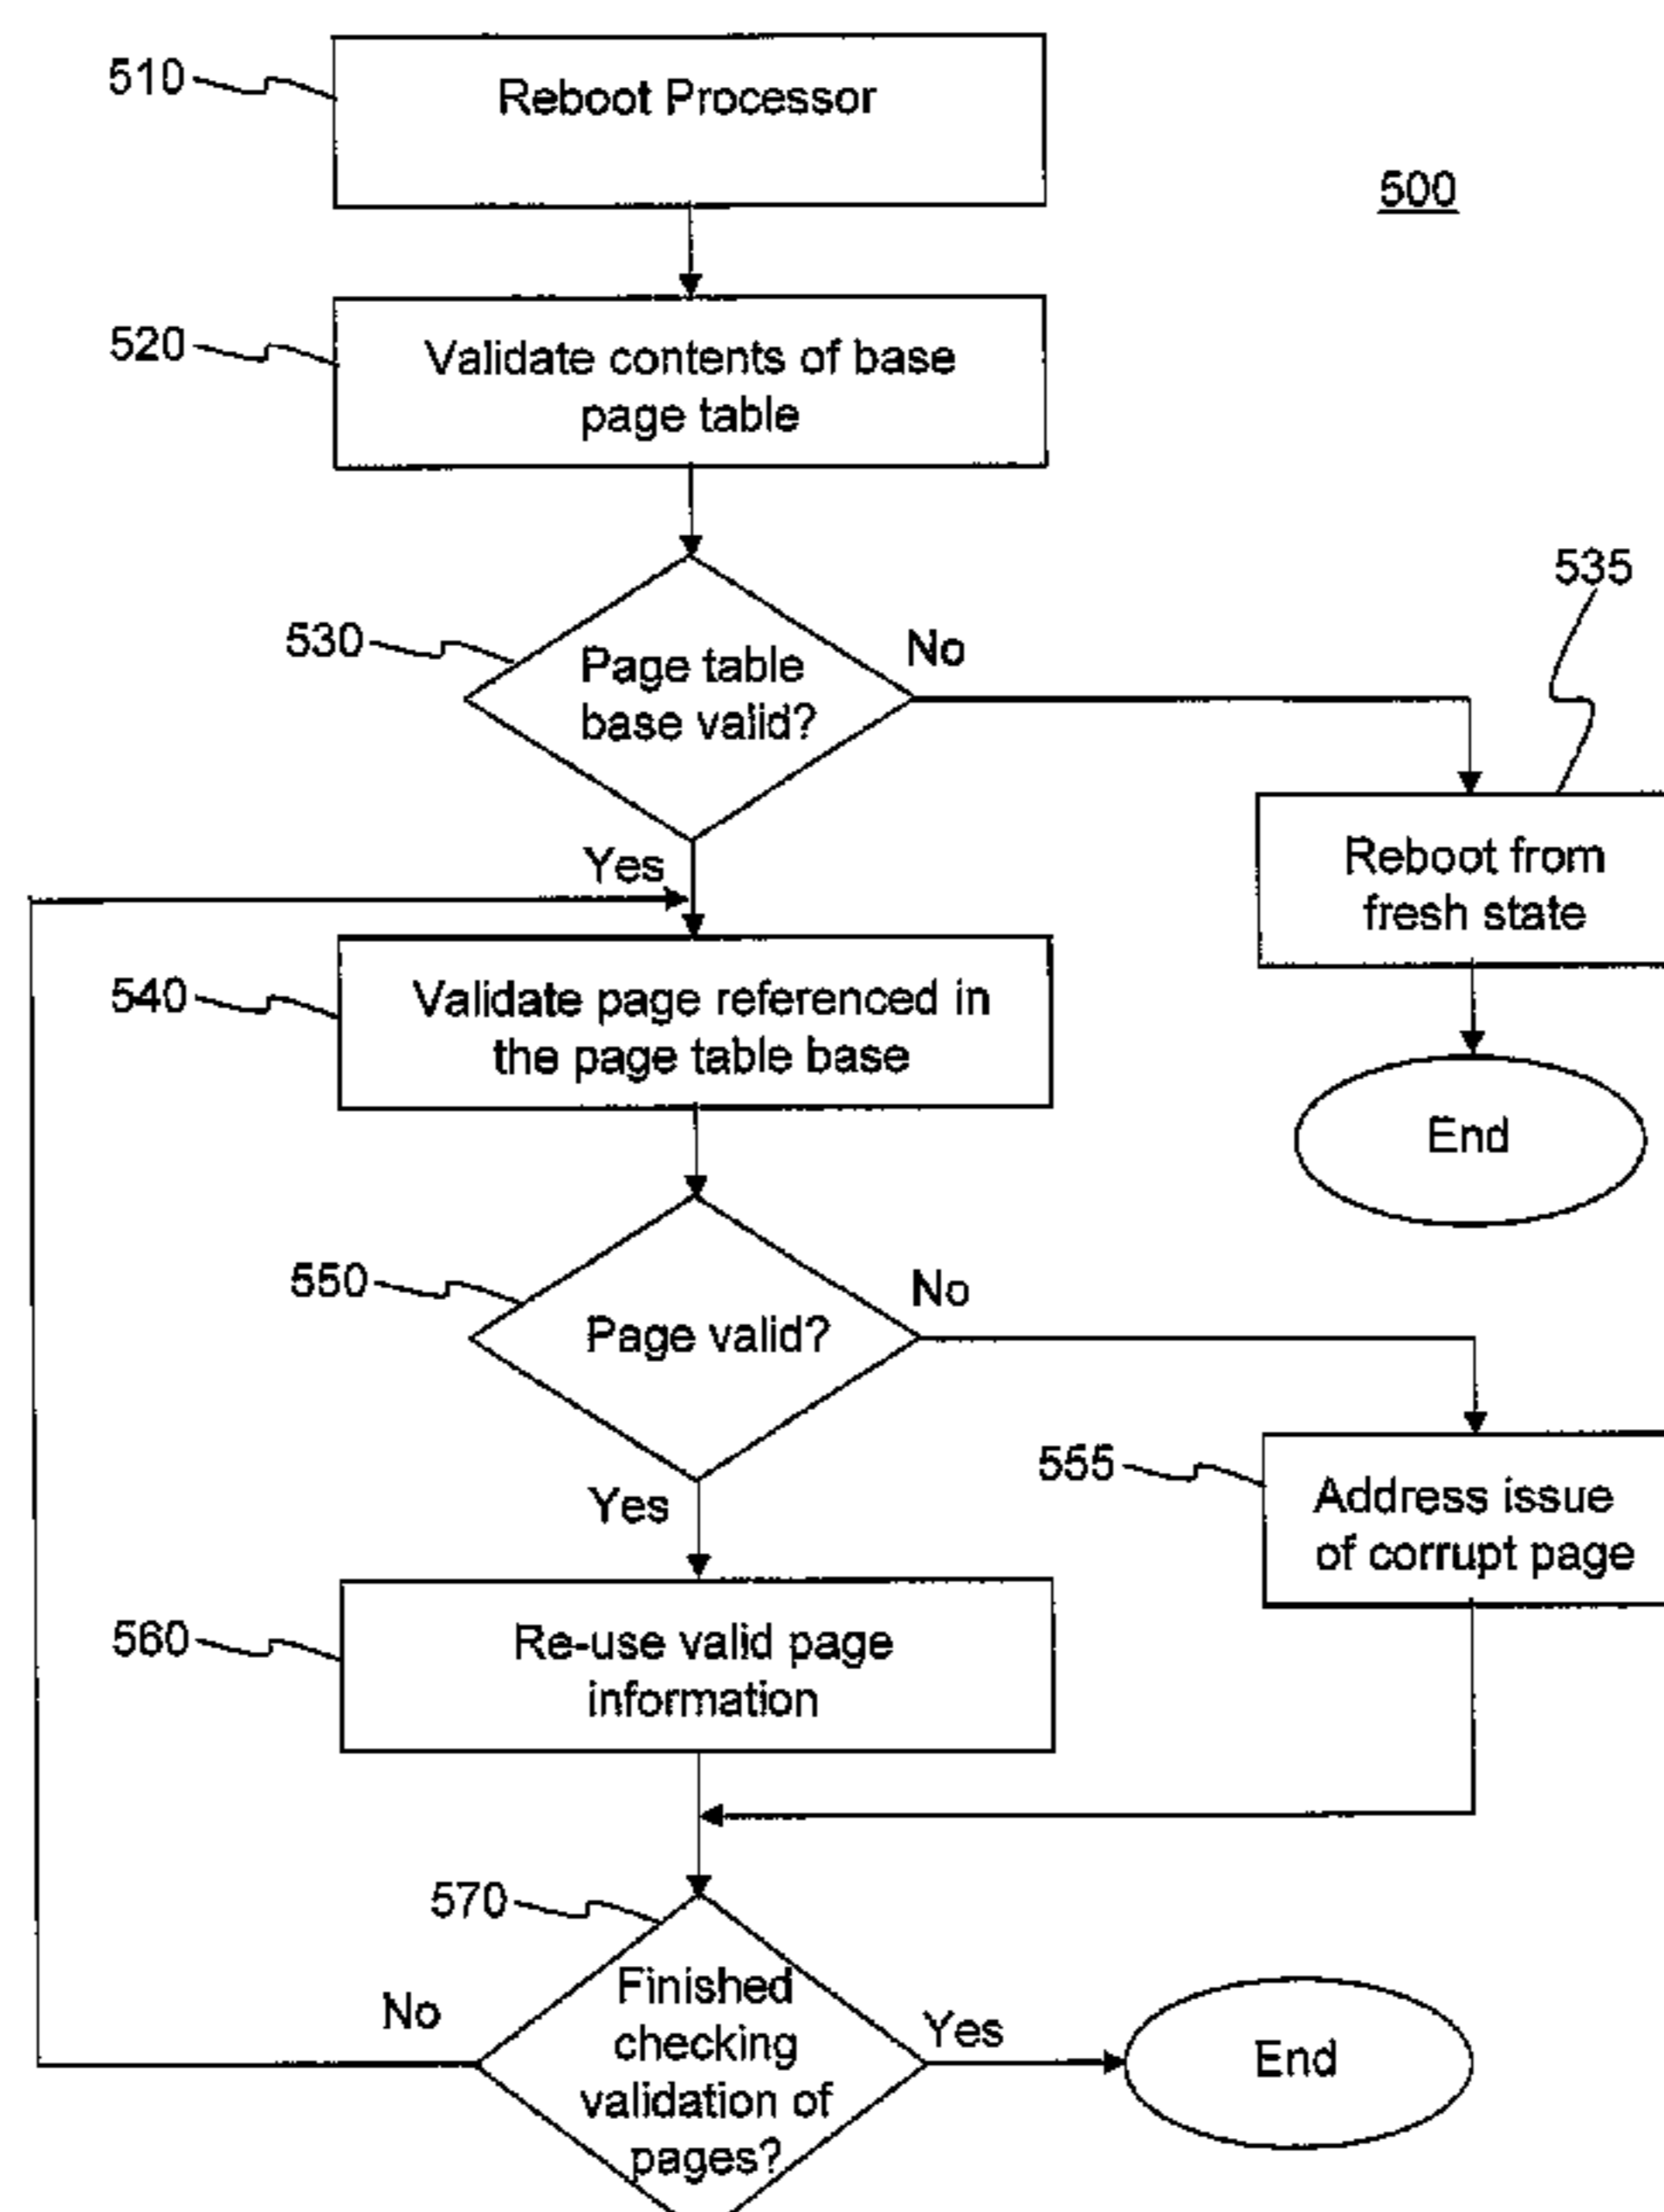 510
Reboot Processor
500
520
Validate contents of base
page table
530
Page table
base valid?
No
535
Yes
Reboot from
fresh state
540
Validate page referenced in
the page table base
End
550
Page valid?
No
Yes
555
Address issue
of corrupt page
560
Re-use valid page
information
570
Finished
checking
validation of
pages?
No
Yes
End